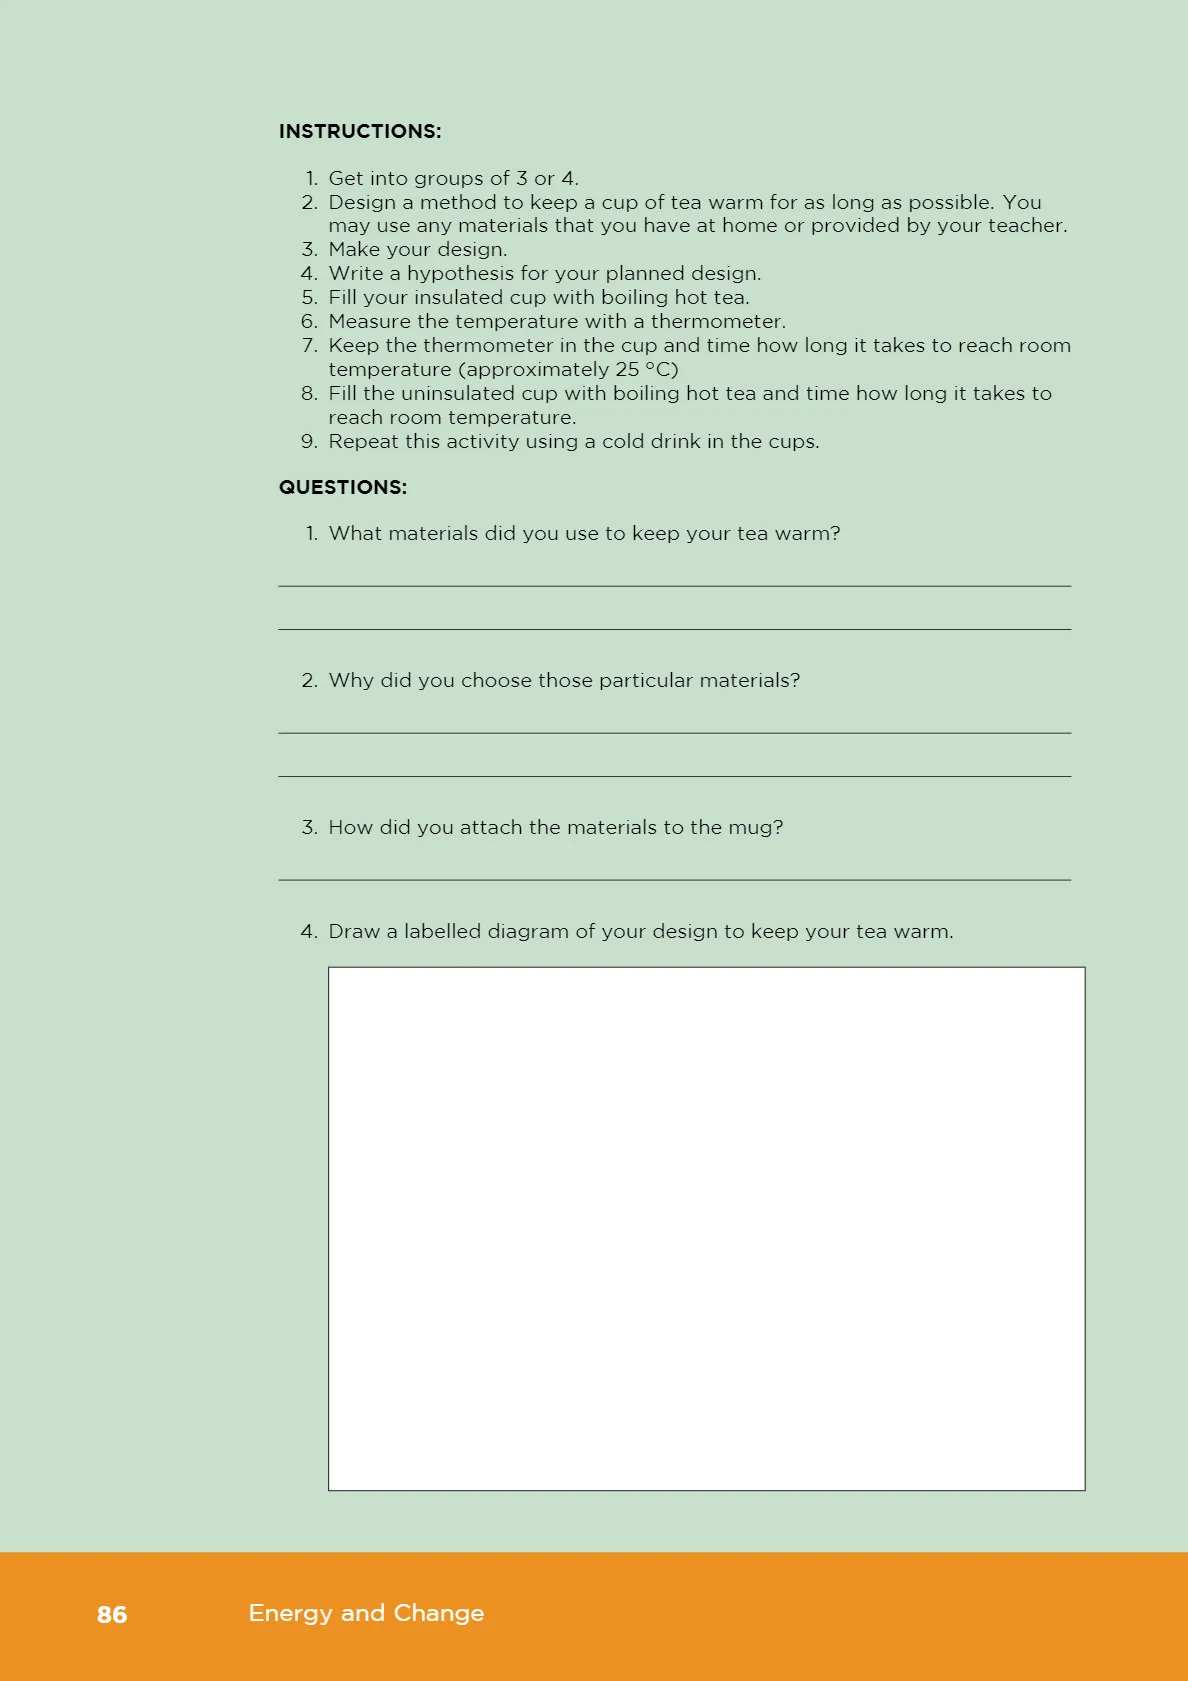 INSTRUCTIONS:
1. Get into groups of 3 or 4.
2. Design a method to keep a cup of tea warm for as long as possible. You
may use any materials that you have at home or provided by your teacher.
3. Make your design.
4. Write a hypothesis for your planned design.
5. Fill your insulated cup with boiling hot tea.
6. Measure the temperature with a thermometer.
7. Keep the thermometer in the cup and time how long it takes to reach room
temperature (approximately 25 °C)
8. Fill the uninsulated cup with boiling hot tea and time how long it takes to
reach room temperature.
9. Repeat this activity using a cold drink in the cups.
QUESTIONS:
1. What materials did you use to keep your tea warm?
2. Why did you choose those particular materials?
3. How did you attach the materials to the mug?
4. Draw a labelled diagram of your design to keep your tea warm.
86 Energy and Change